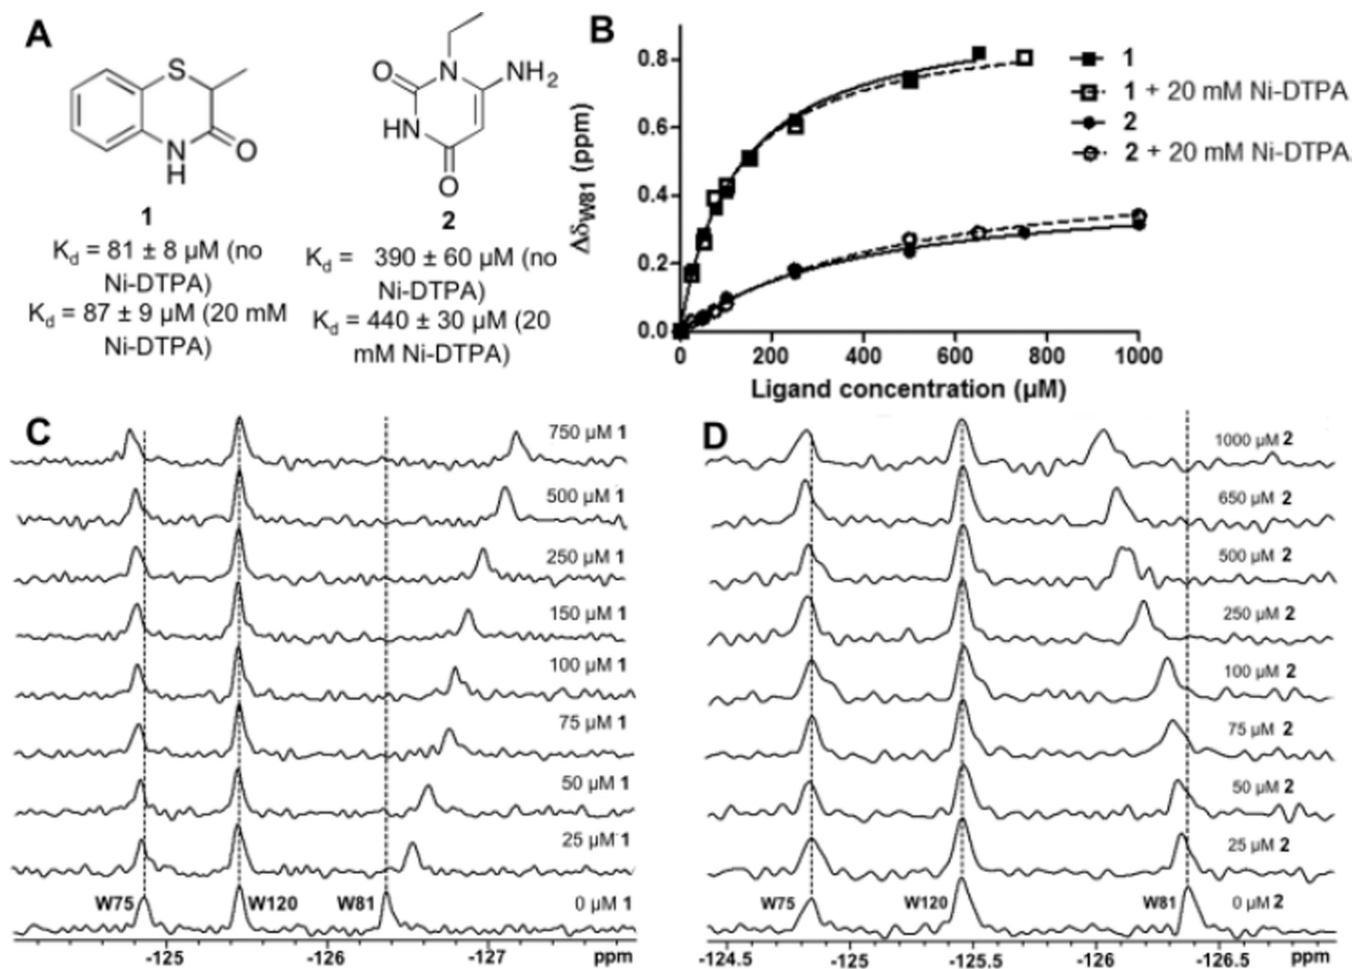 A
S
N
H
O
1
Kd = 81 ± 8 µM (no
Ni-DTPA)
Kd = 87 ± 9 µM (20 mM
Ni-DTPA)
O
N
NH2
HN
O
2
Kd = 390 ± 60 µM (no
Ni-DTPA)
Kd = 440 ± 30 µM (20
mM Ni-DTPA)
B
ΔδW81 (ppm)
0.8
0.6
0.4
0.2
0.0
0 200 400 600 800 1000
Ligand concentration (µM)
1
1 + 20 mM Ni-DTPA
2
2 + 20 mM Ni-DTPA
C
750 µM 1
500 µM 1
250 µM 1
150 µM 1
100 µM 1
75 µM 1
50 µM 1
25 µM 1
W75 W120 W81 0 µM 1
-125 -126 -127 ppm
D
1000 µM 2
650 µM 2
500 µM 2
250 µM 2
100 µM 2
75 µM 2
50 µM 2
25 µM 2
W75 W120 W81 0 µM 2
-124.5 -125 -125.5 -126 -126.5 ppm